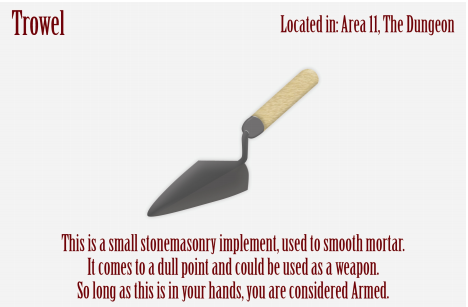 Trowel
Located in: Area 11, The Dungeon
This is a small stonemasonry implement, used to smooth mortar.
It comes to a dull point and could be used as a weapon.
So long as this is in your hands, you are considered Armed.